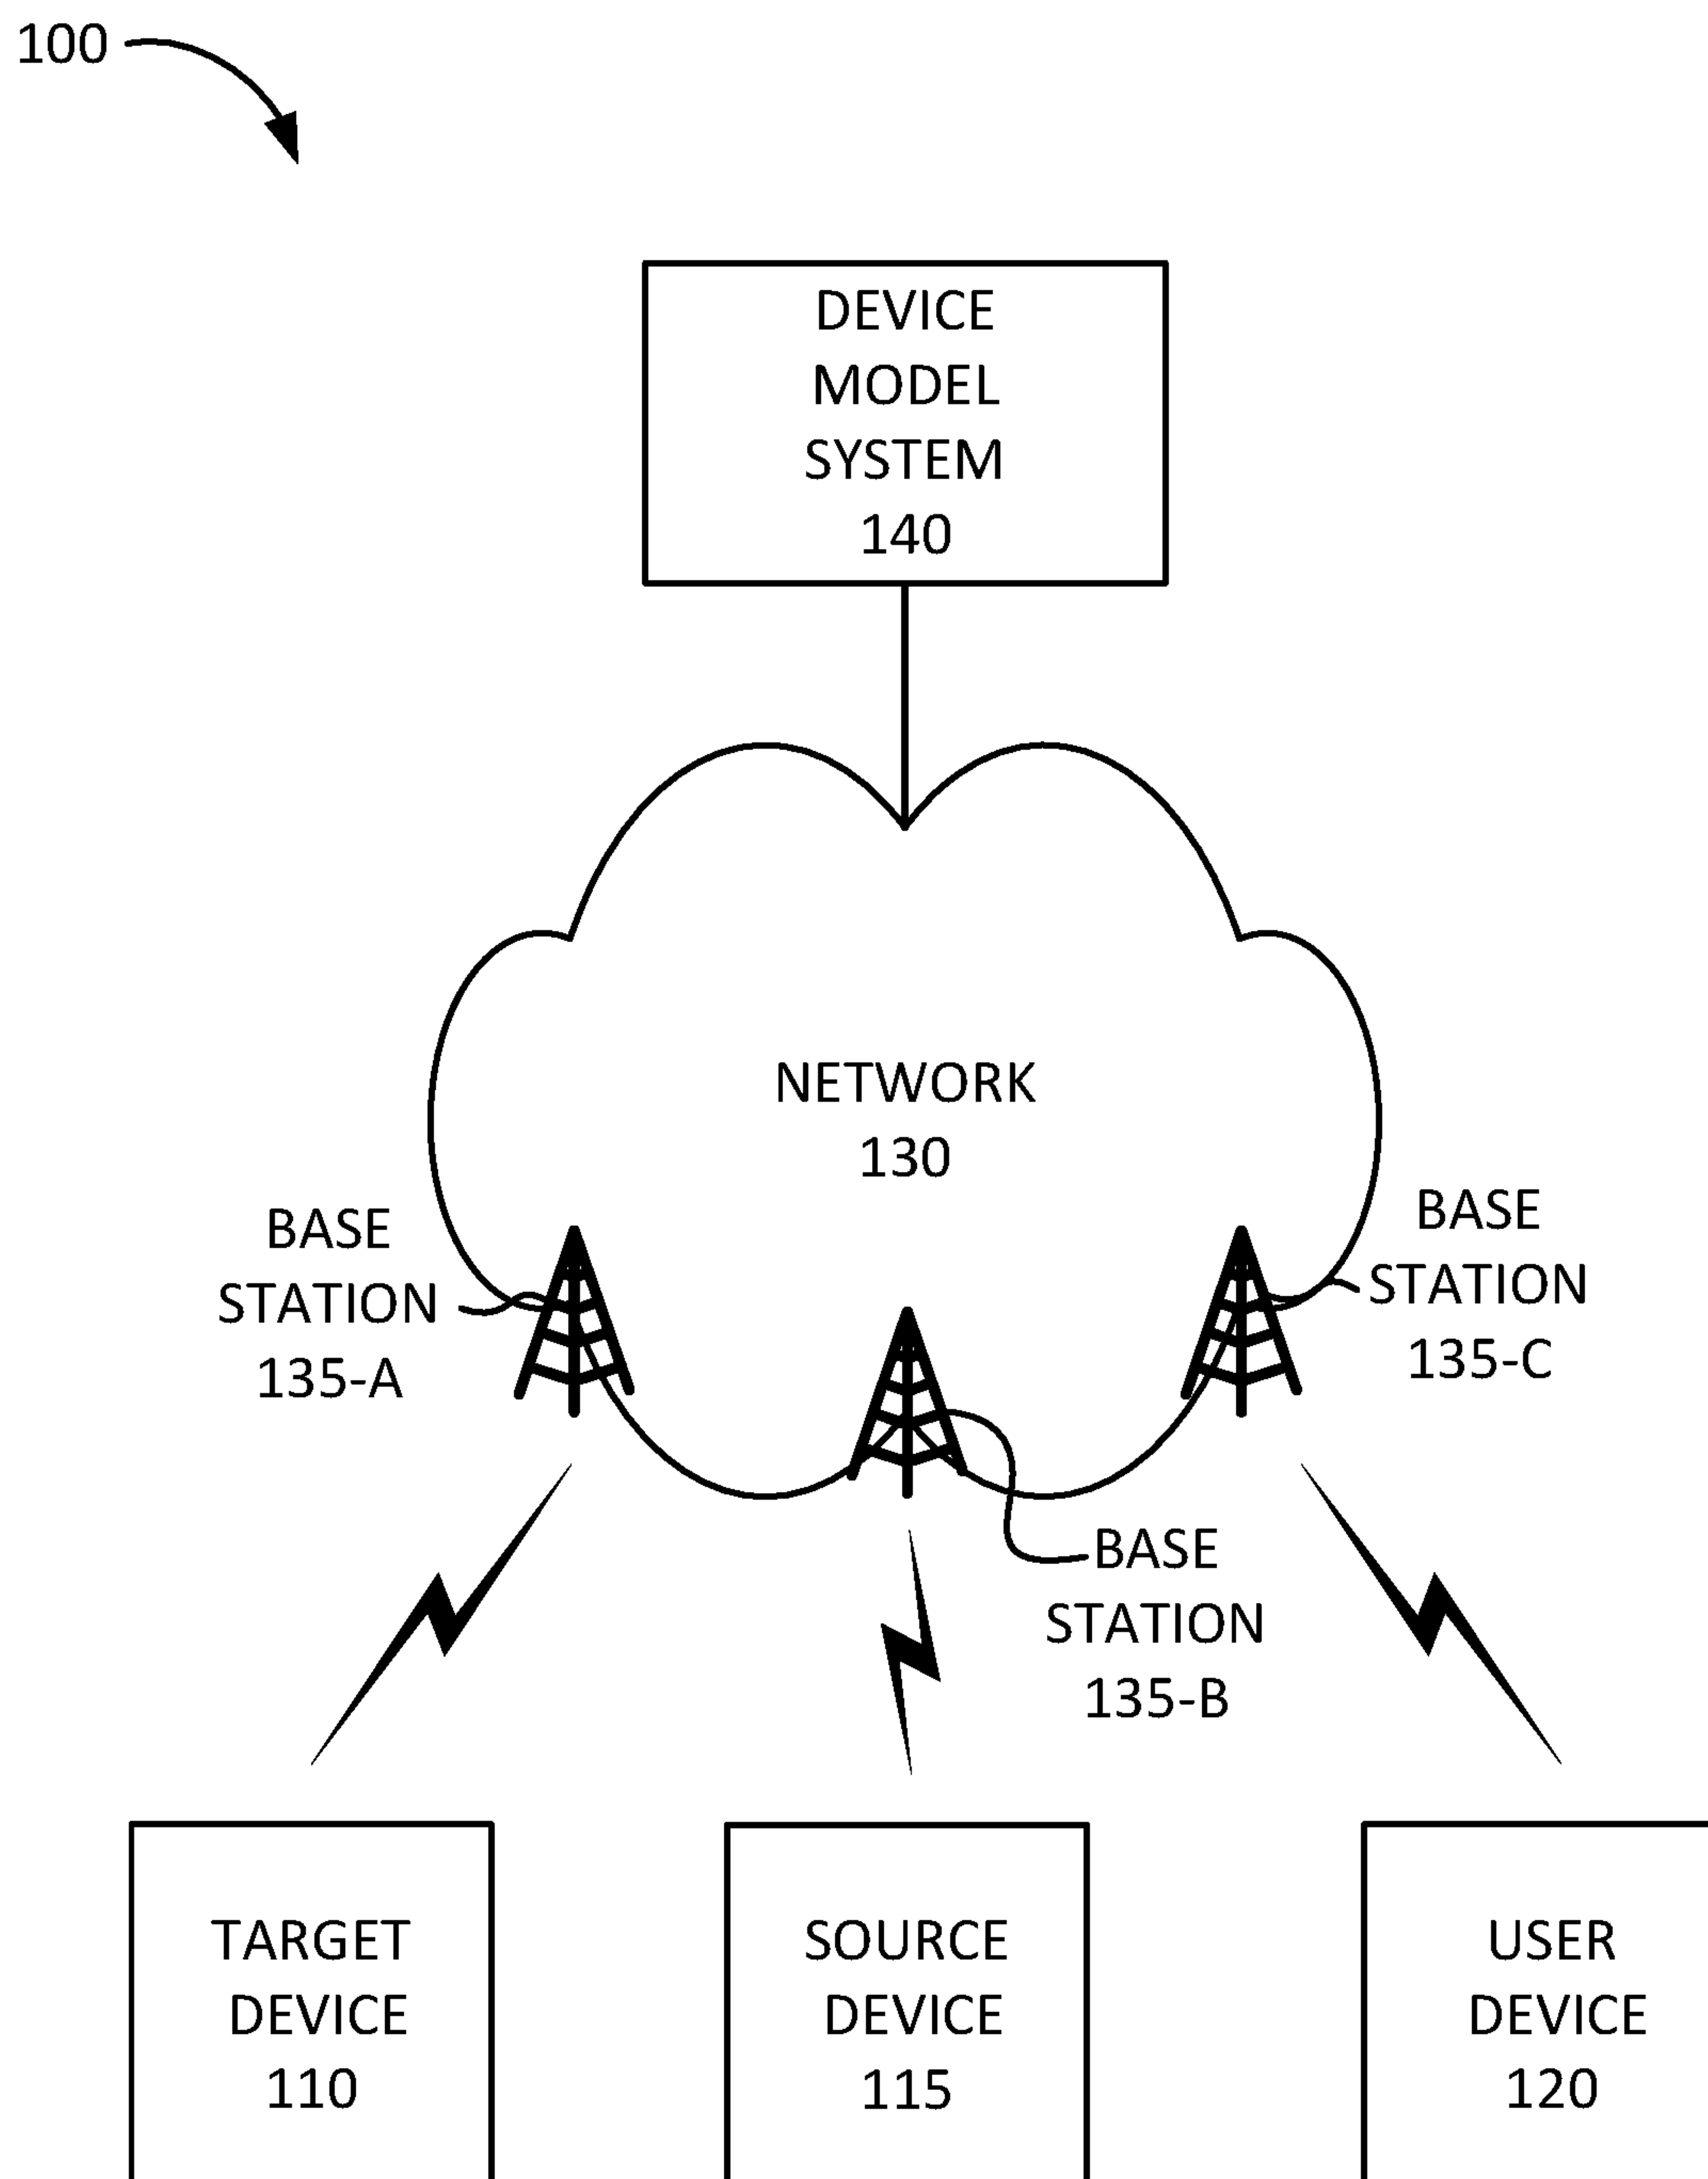 100
DEVICE
MODEL
SYSTEM
140
NETWORK
130
BASE
STATION
135-A
BASE
STATION
135-C
BASE
STATION
135-B
TARGET
DEVICE
110
SOURCE
DEVICE
115
USER
DEVICE
120